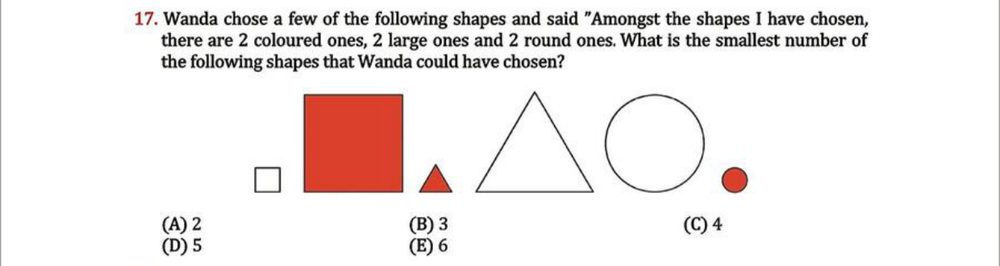 17. Wanda chose a few of the following shapes and said "Amongst the shapes I have chosen,
there are 2 coloured ones, 2 large ones and 2 round ones. What is the smallest number of
the following shapes that Wanda could have chosen?
(A) 2 (B) 3 (C) 4
(D) 5 (E) 6